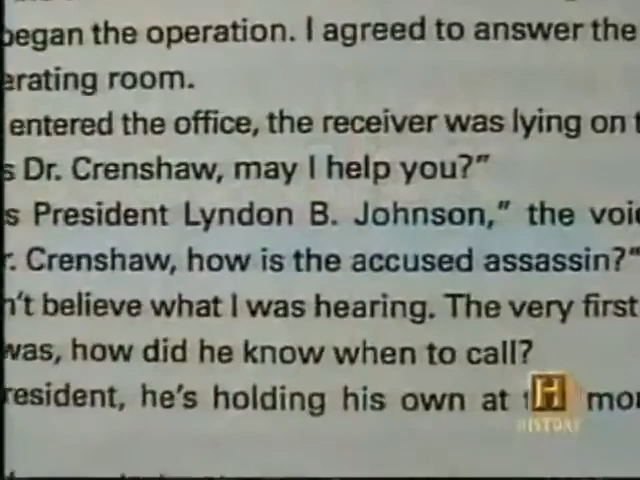 began the operation. I agreed to answer the
erating room.
entered the office, the receiver was lying on t
s Dr. Crenshaw, may I help you?”
s President Lyndon B. Johnson,” the voic
r. Crenshaw, how is the accused assassin?“
n’t believe what I was hearing. The very first
was, how did he know when to call?
resident, he’s holding his own at
H
HISTORY